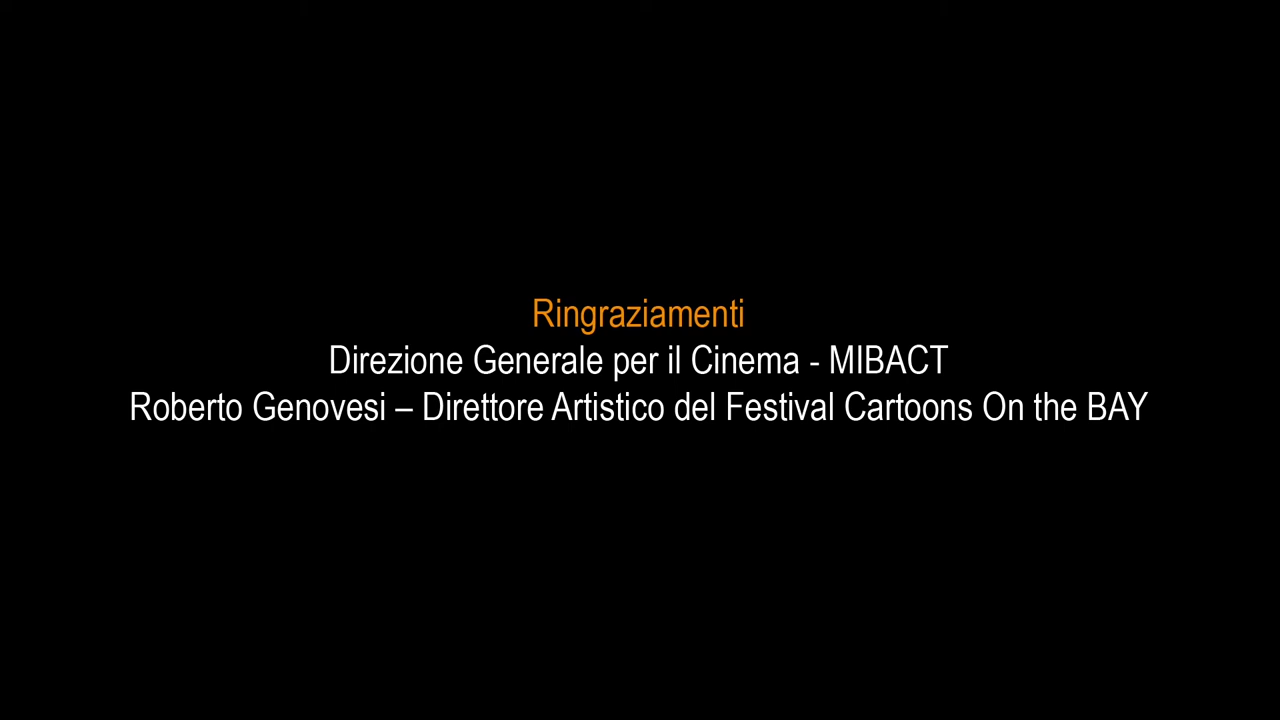 Ringraziamenti
Direzione Generale per il Cinema - MIBACT
Roberto Genovesi – Direttore Artistico del Festival Cartoons On the BAY